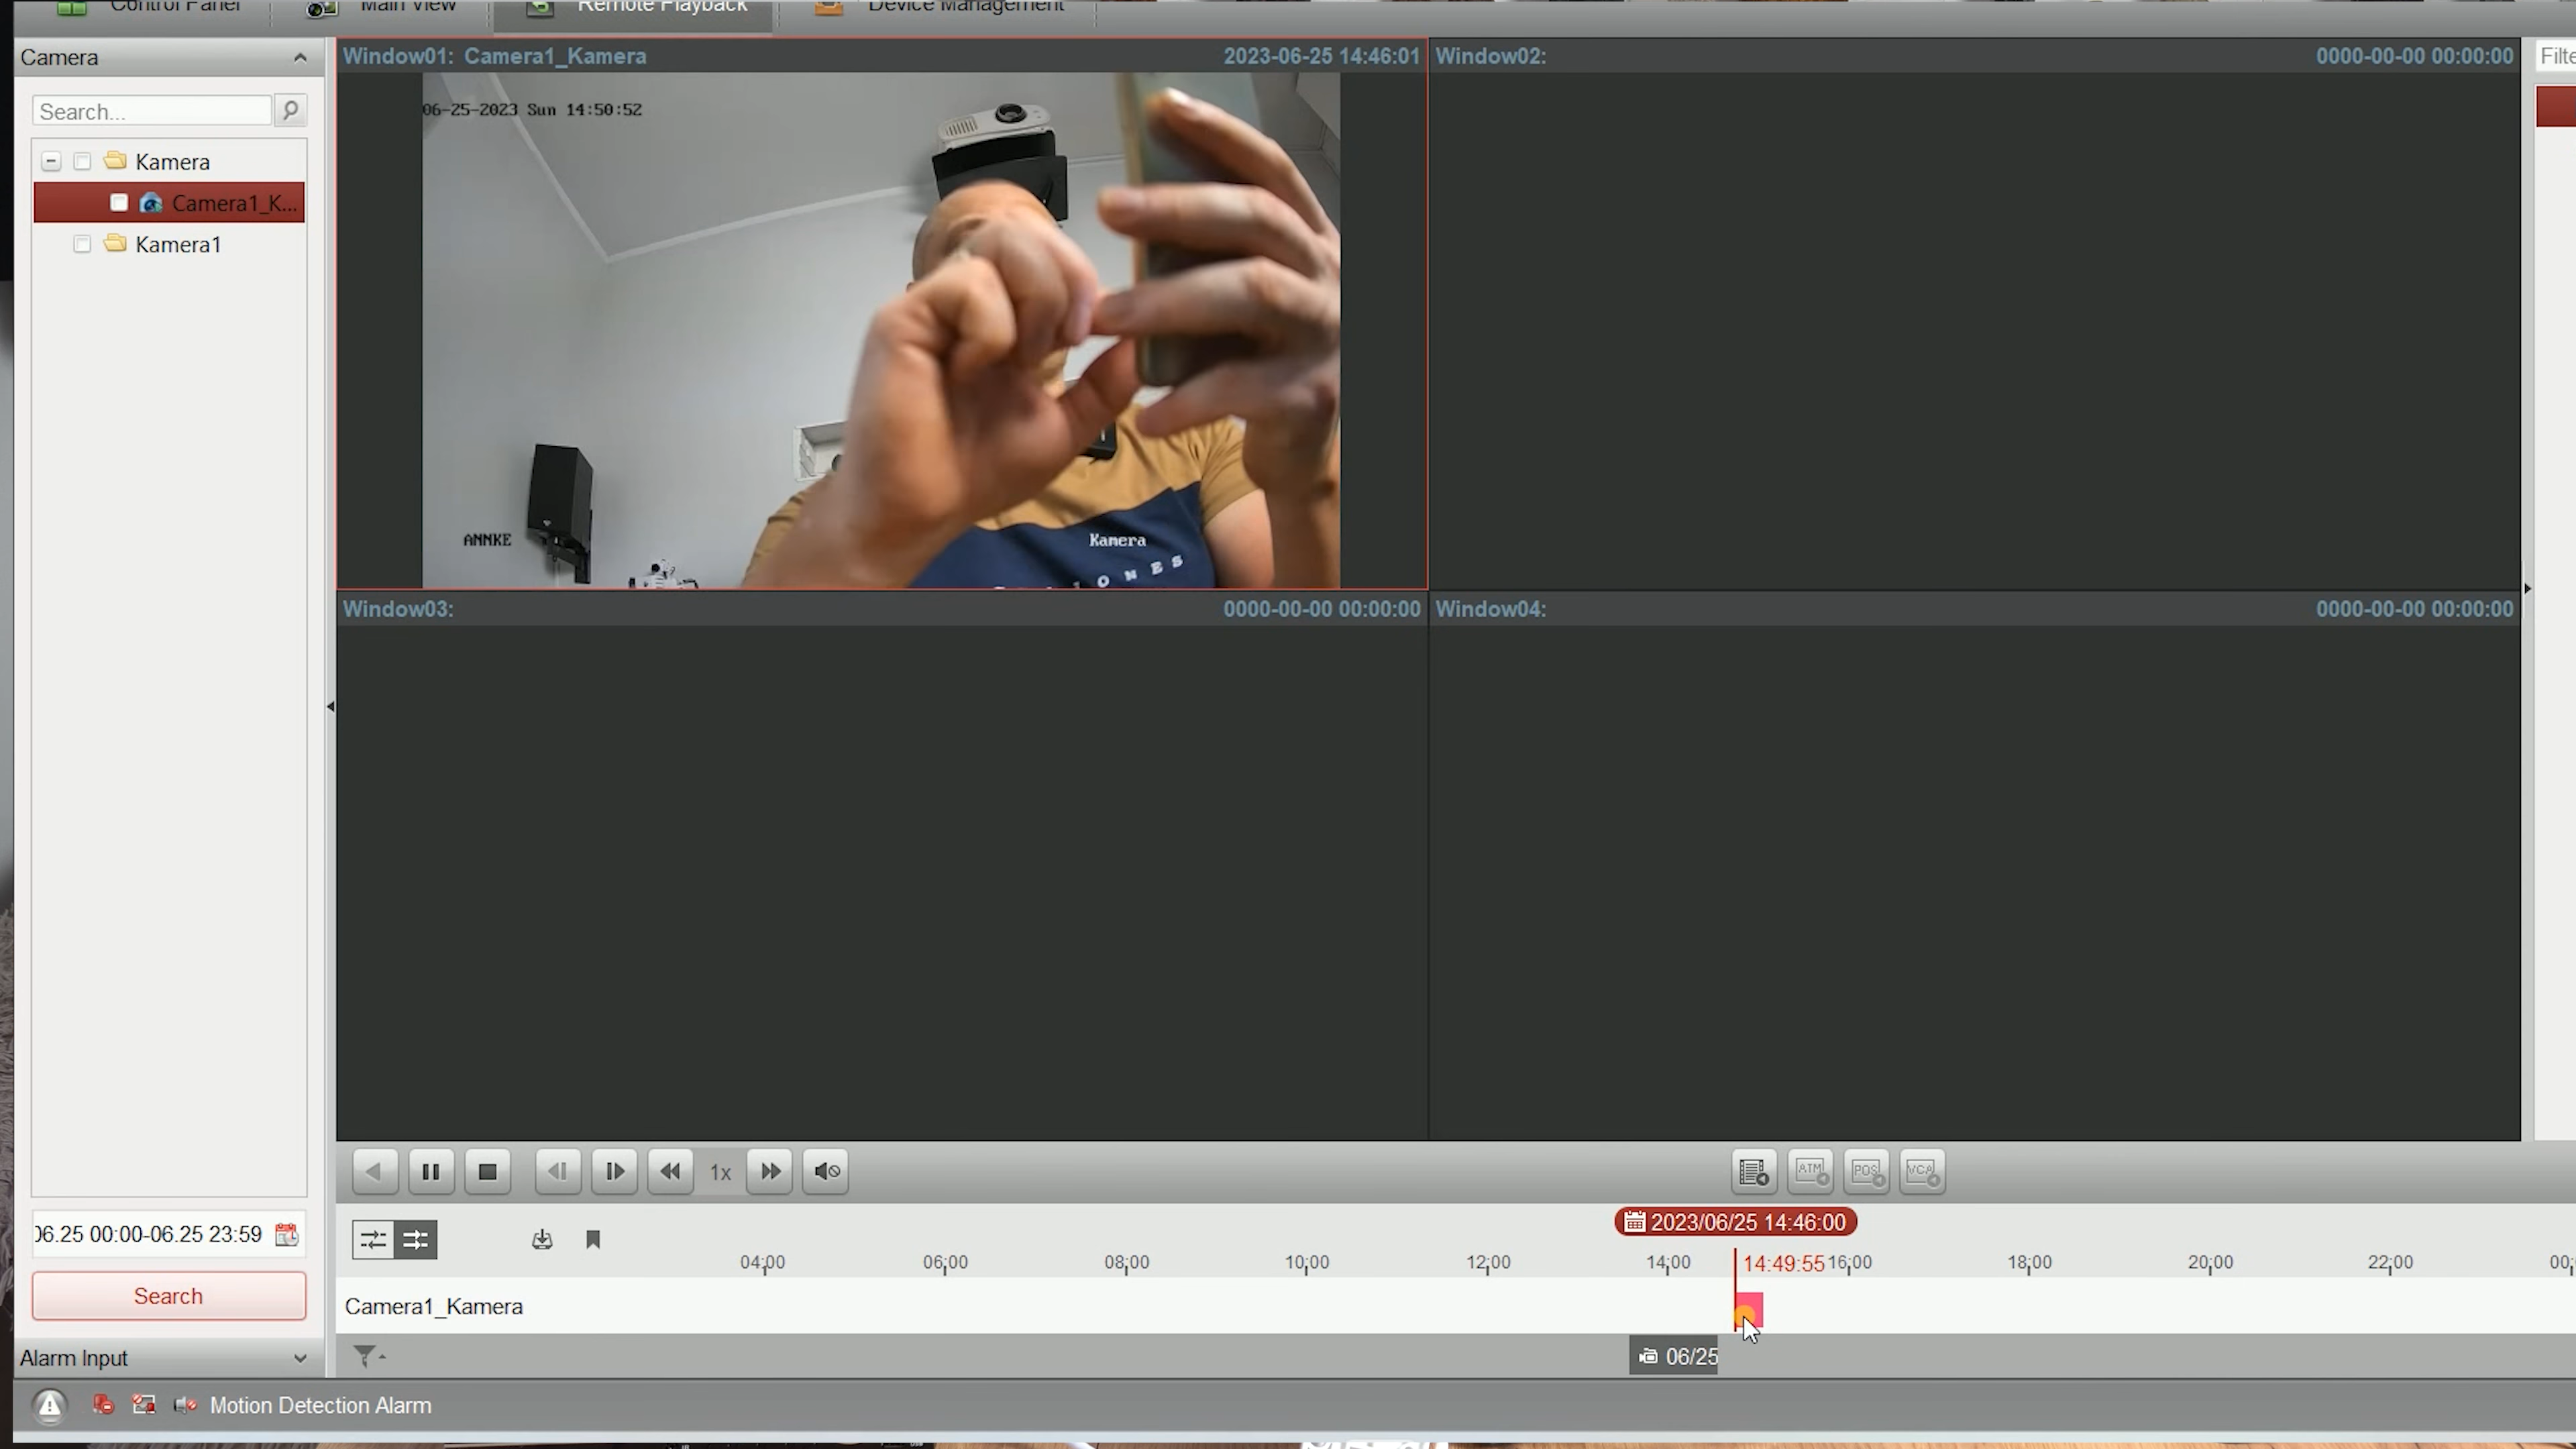 Control Panel
Main View
Remote Playback
Device Management
Camera
Search...
Kamera
Camera1_K...
Kamera1
Window01: Camera1_Kamera
2023-06-25 14:46:01
06-25-2023 Sun 14:50:52
ANNKE
Kamera
O N E S
Window02:
0000-00-00 00:00:00
Filte
Window03:
0000-00-00 00:00:00
Window04:
0000-00-00 00:00:00
1x
ATM
POS
VCA
06.25 00:00-06.25 23:59
Search
2023/06/25 14:46:00
04:00
06:00
08:00
10:00
12:00
14:00
14:49:55
16:00
18:00
20:00
22:00
00:
Camera1_Kamera
06/25
Alarm Input
Motion Detection Alarm